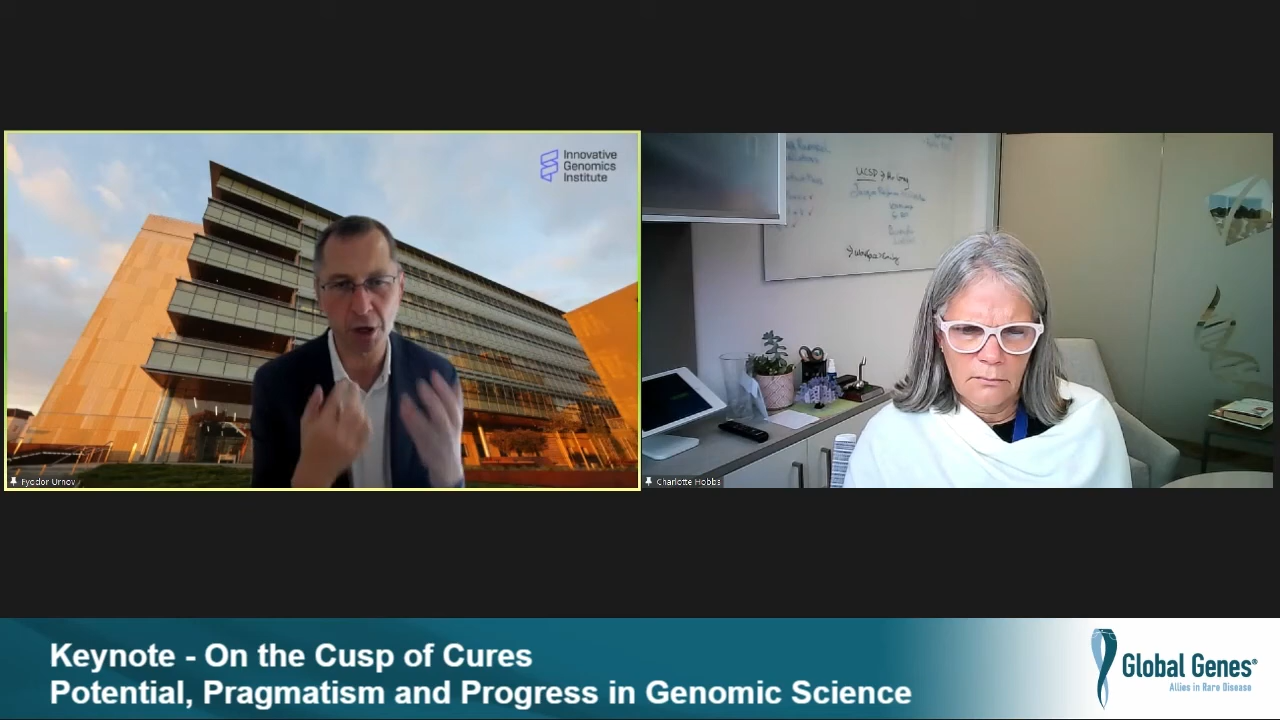 Innovative
Genomics
Institute
UCSP
Fyodor Urnov
Charlotte Hobbs
Keynote - On the Cusp of Cures
Potential, Pragmatism and Progress in Genomic Science
Global Genes®
Allies in Rare Disease